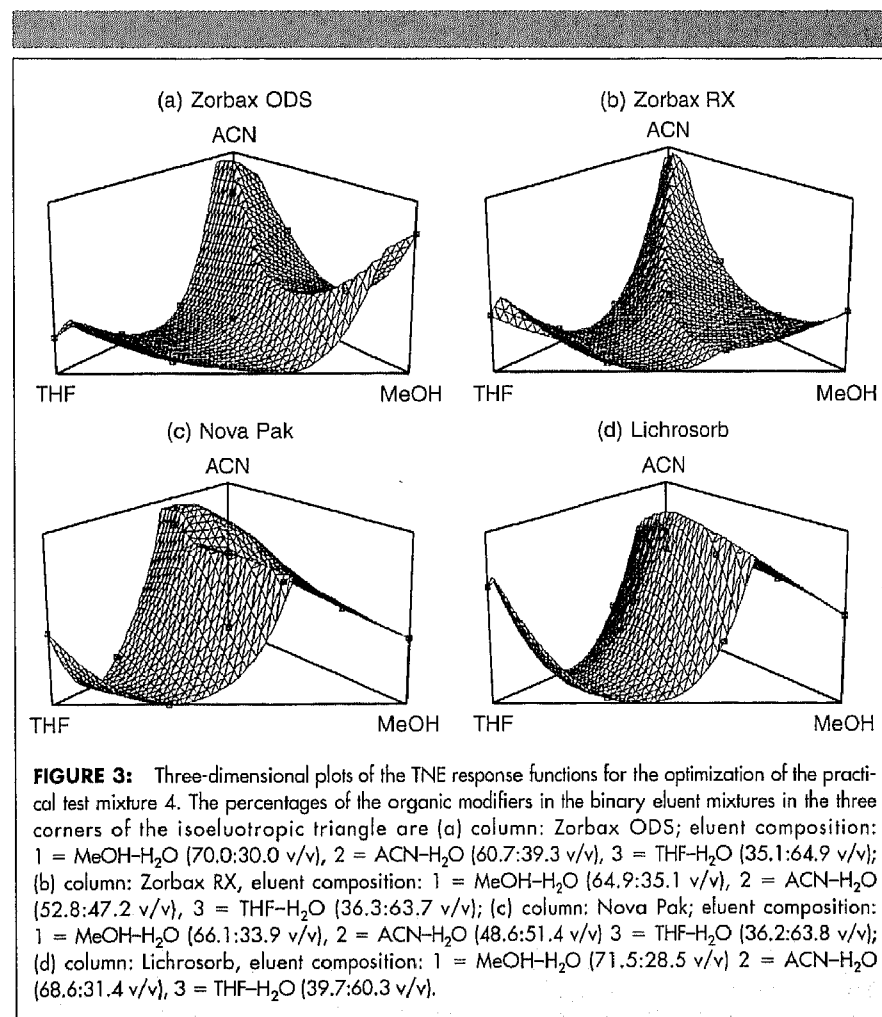 (a) Zorbax ODS
ACN
THF
MeOH
(b) Zorbax RX
ACN
THF
MeOH
(c) Nova Pak
ACN
THF
MeOH
(d) Lichrosorb
ACN
THF
MeOH
FIGURE 3: Three-dimensional plots of the TNE response functions for the optimization of the practi-
cal test mixture 4. The percentages of the organic modifiers in the binary eluent mixtures in the three
corners of the isoeluotropic triangle are (a) column: Zorbax ODS; eluent composition:
1 = MeOH–H₂O (70.0:30.0 v/v), 2 = ACN–H₂O (60.7:39.3 v/v), 3 = THF–H₂O (35.1:64.9 v/v);
(b) column: Zorbax RX, eluent composition: 1 = MeOH–H₂O (64.9:35.1 v/v), 2 = ACN–H₂O
(52.8:47.2 v/v), 3 = THF–H₂O (36.3:63.7 v/v); (c) column: Nova Pak; eluent composition:
1 = MeOH–H₂O (66.1:33.9 v/v), 2 = ACN–H₂O (48.6:51.4 v/v) 3 = THF–H₂O (36.2:63.8 v/v);
(d) column: Lichrosorb, eluent composition: 1 = MeOH–H₂O (71.5:28.5 v/v) 2 = ACN–H₂O
(68.6:31.4 v/v), 3 = THF–H₂O (39.7:60.3 v/v).